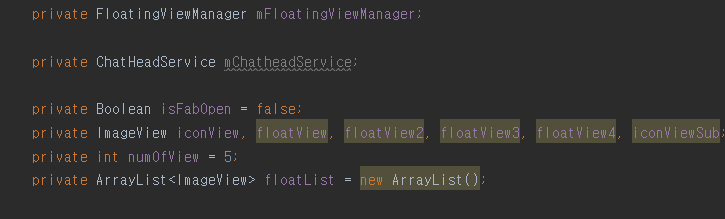 private FloatingViewManager mFloatingViewManager;
private ChatHeadService mChatheadService;
private Boolean isFabOpen = false;
private ImageView iconView, floatView, floatView2, floatView3, floatView4, iconViewSub;
private int numOfView = 5;
private ArrayList<ImageView> floatList = new ArrayList();